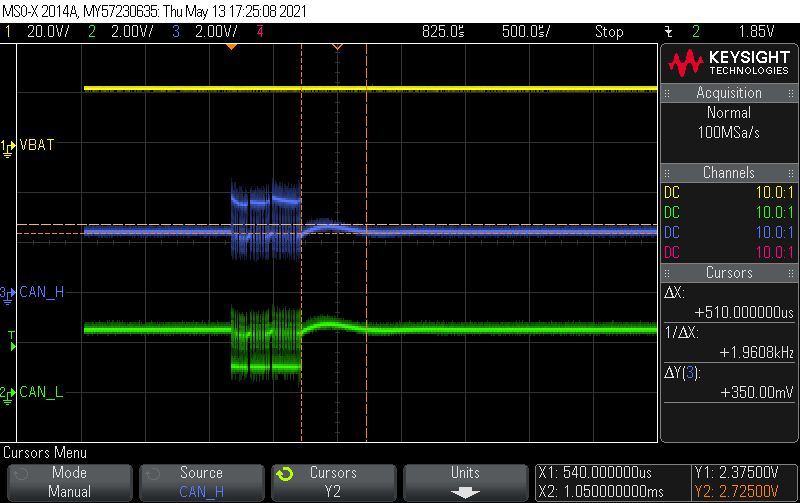 MSO-X 2014A, MY57230635: Thu May 13 17:25:08 2021
1 20.0V/ 2 2.00V/ 3 2.00V/ 4 825.0us 500.0us/ Stop 2 1.85V
KEYSIGHT
TECHNOLOGIES
Acquisition
Normal
100MSa/s
Channels
DC 10.0:1
DC 10.0:1
DC 10.0:1
DC 10.0:1
Cursors
ΔX:
+510.000000us
1/ΔX:
+1.9608kHz
ΔY(3):
+350.00mV
1 VBAT
3 CAN_H
T
2 CAN_L
Cursors Menu
Mode
Manual
Source
CAN_H
Cursors
Y2
Units
X1: 540.000000us
X2: 1.050000000ms
Y1: 2.37500V
Y2: 2.72500V